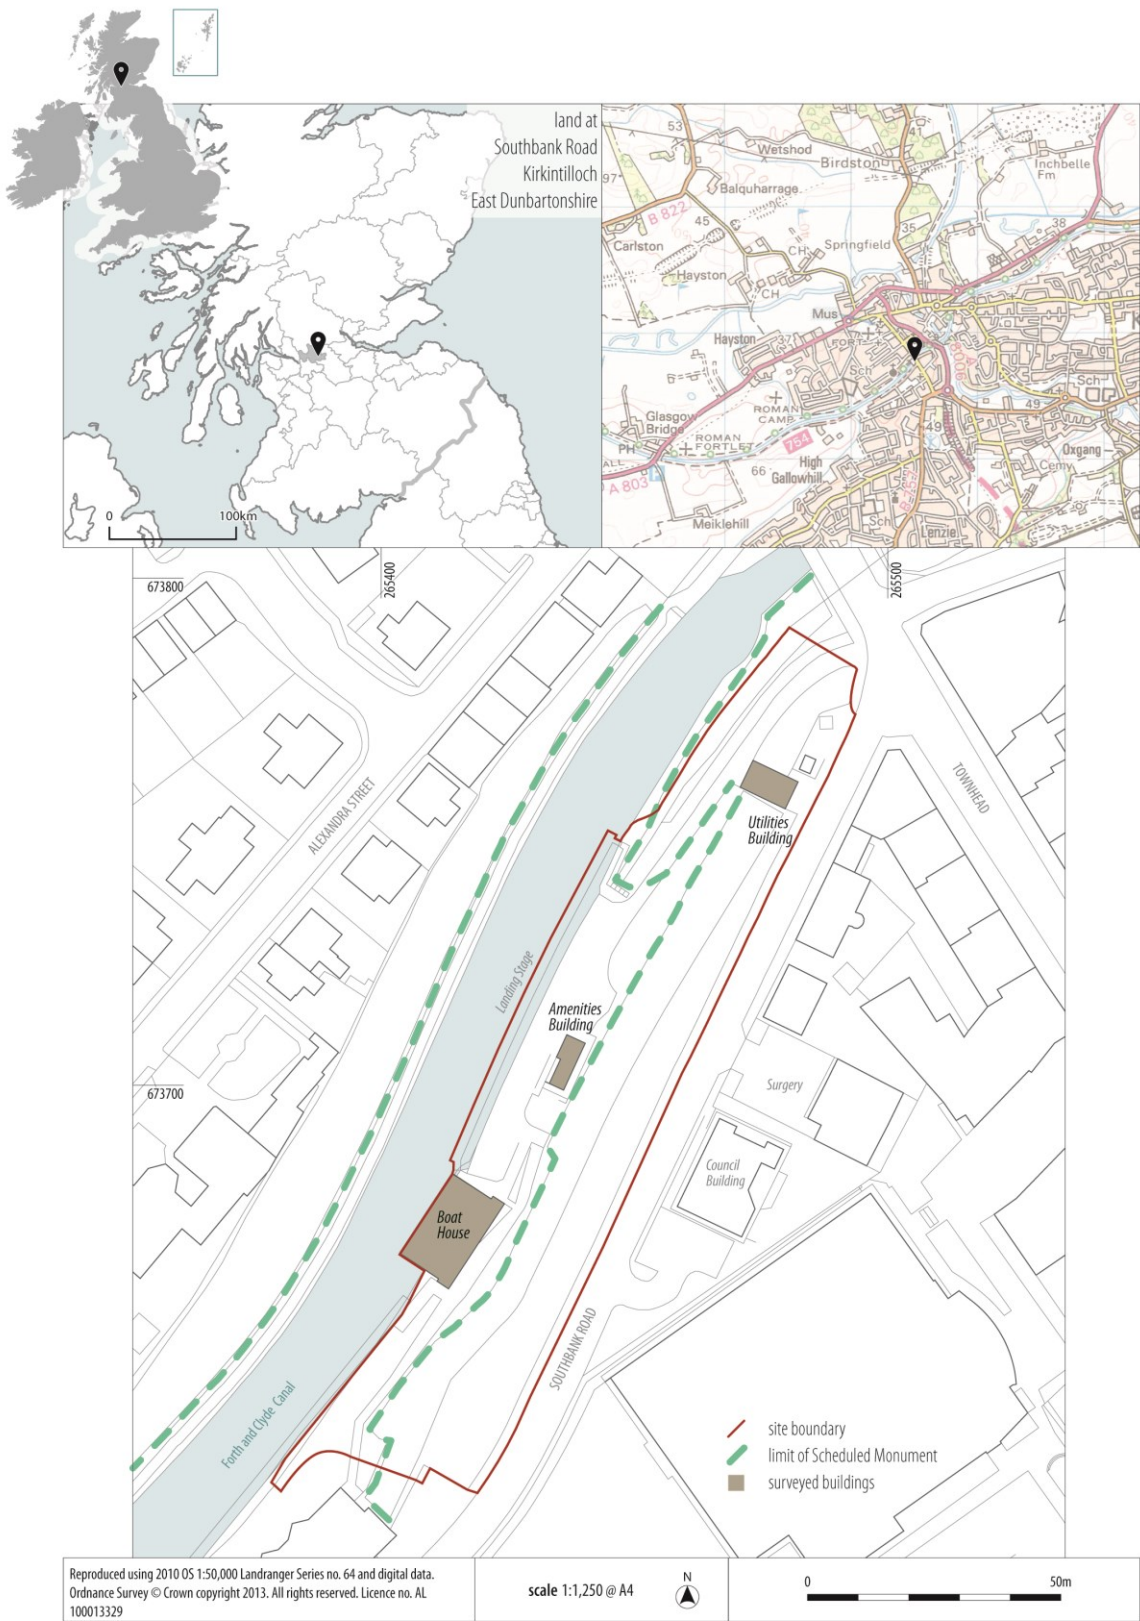 land at
Southbank Road
Kirkintilloch
East Dunbartonshire
0
100km
53
Wetshod
41
Birdston
Inchbelle
Fm
97
Balquharrage
B 822
45
Carlston
Springfield
35
38
CH
Hayston
CH
Mus
Hayston
37
FORT
A 8006
Sch
Sch
Glasgow
Bridge
ROMAN
CAMP
49
49
PH
ROMAN
FORTLET
754
High
Gallowhill
66
Oxgang
Cemy
A 803
Meiklehill
Sch
B 757
Lenzie
673800
265400
265500
ALEXANDRA STREET
TOWNHEAD
Utilities
Building
Landing Stage
Amenities
Building
673700
Surgery
Council
Building
Boat
House
SOUTHBANK ROAD
Forth and Clyde Canal
site boundary
limit of Scheduled Monument
surveyed buildings
Reproduced using 2010 OS 1:50,000 Landranger Series no. 64 and digital data.
Ordnance Survey © Crown copyright 2013. All rights reserved. Licence no. AL
100013329
scale 1:1,250 @ A4
N
0
50m